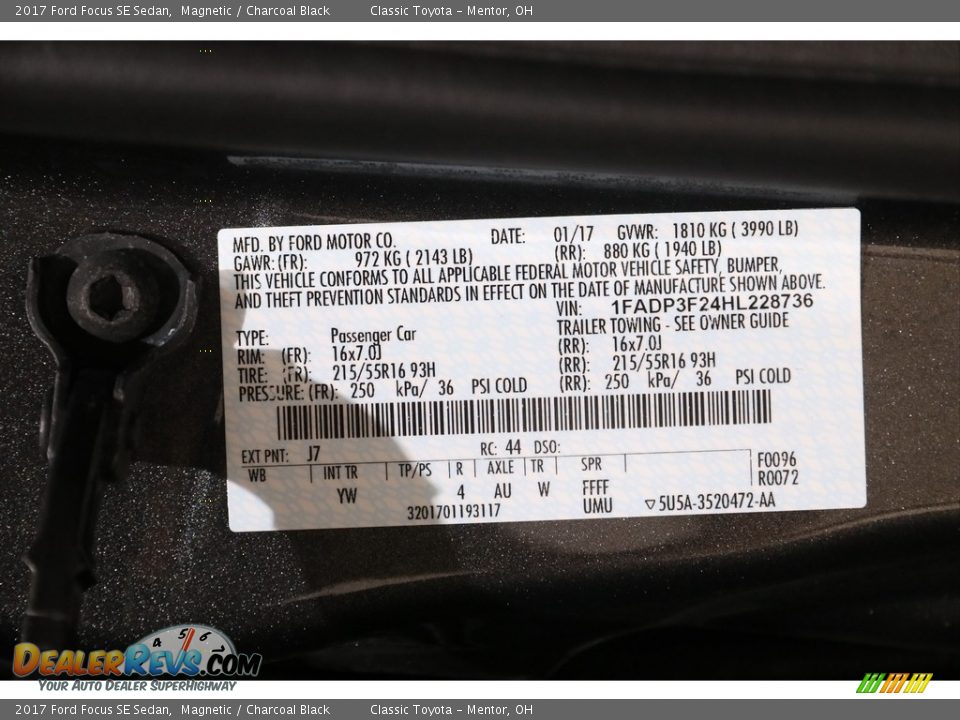 2017 Ford Focus SE Sedan,  Magnetic / Charcoal Black        Classic Toyota – Mentor, OH
MFD. BY FORD MOTOR CO.   DATE:   01/17   GVWR:   1810 KG ( 3990 LB)
GAWR:(FR):   972 KG ( 2143 LB)   (RR):   880 KG ( 1940 LB)
THIS VEHICLE CONFORMS TO ALL APPLICABLE FEDERAL MOTOR VEHICLE SAFETY, BUMPER,
AND THEFT PREVENTION STANDARDS IN EFFECT ON THE DATE OF MANUFACTURE SHOWN ABOVE.
VIN:   1FADP3F24HL228736
TYPE:   Passenger Car   TRAILER TOWING - SEE OWNER GUIDE
RIM:   (FR):   16x7.0J   (RR):   16x7.0J
TIRE:   (FR):   215/55R16 93H   (RR):   215/55R16 93H
PRESSURE: (FR):   250   kPa/   36   PSI COLD   (RR):   250   kPa/   36   PSI COLD
EXT PNT:   J7   RC:   44   DSO:
WB   INT TR   TP/PS   R   AXLE   TR   SPR   F0096
YW   4   AU   W   FFFF   R0072
3201701193117   UMU   ▽5U5A-3520472-AA
4 5 6
DEALERREVS.COM
YOUR AUTO DEALER SUPERHIGHWAY
2017 Ford Focus SE Sedan,  Magnetic / Charcoal Black        Classic Toyota – Mentor, OH